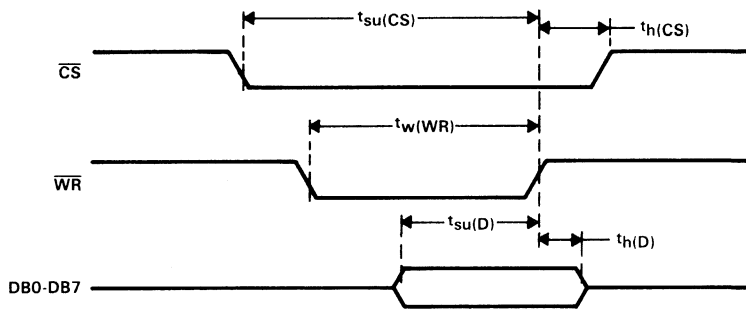 tsu(CS)
th(CS)
CS
tw(WR)
WR
tsu(D)
th(D)
DB0-DB7